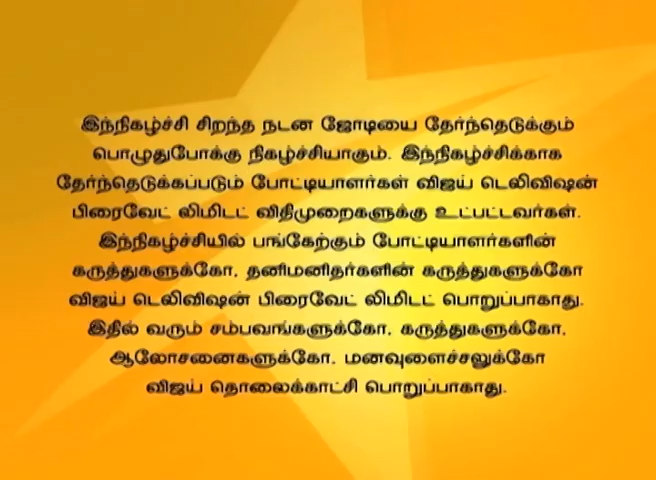 இந்நிகழ்ச்சி சிறந்த நடன ஜோடியை தேர்ந்தெடுக்கும்
பொழுதுபோக்கு நிகழ்ச்சியாகும். இந்நிகழ்ச்சிக்காக
தேர்ந்தெடுக்கப்படும் போட்டியாளர்கள் விஜய் டெலிவிஷன்
பிரைவேட் லிமிடட் விதிமுறைகளுக்கு உட்பட்டவர்கள்.
இந்நிகழ்ச்சியில் பங்கேற்கும் போட்டியாளர்களின்
கருத்துகளுக்கோ, தனிமனிதர்களின் கருத்துகளுக்கோ
விஜய் டெலிவிஷன் பிரைவேட் லிமிடட் பொறுப்பாகாது.
இதில் வரும் சம்பவங்களுக்கோ, கருத்துகளுக்கோ,
ஆலோசனைகளுக்கோ, மனவுளைச்சலுக்கோ
விஜய் தொலைக்காட்சி பொறுப்பாகாது.